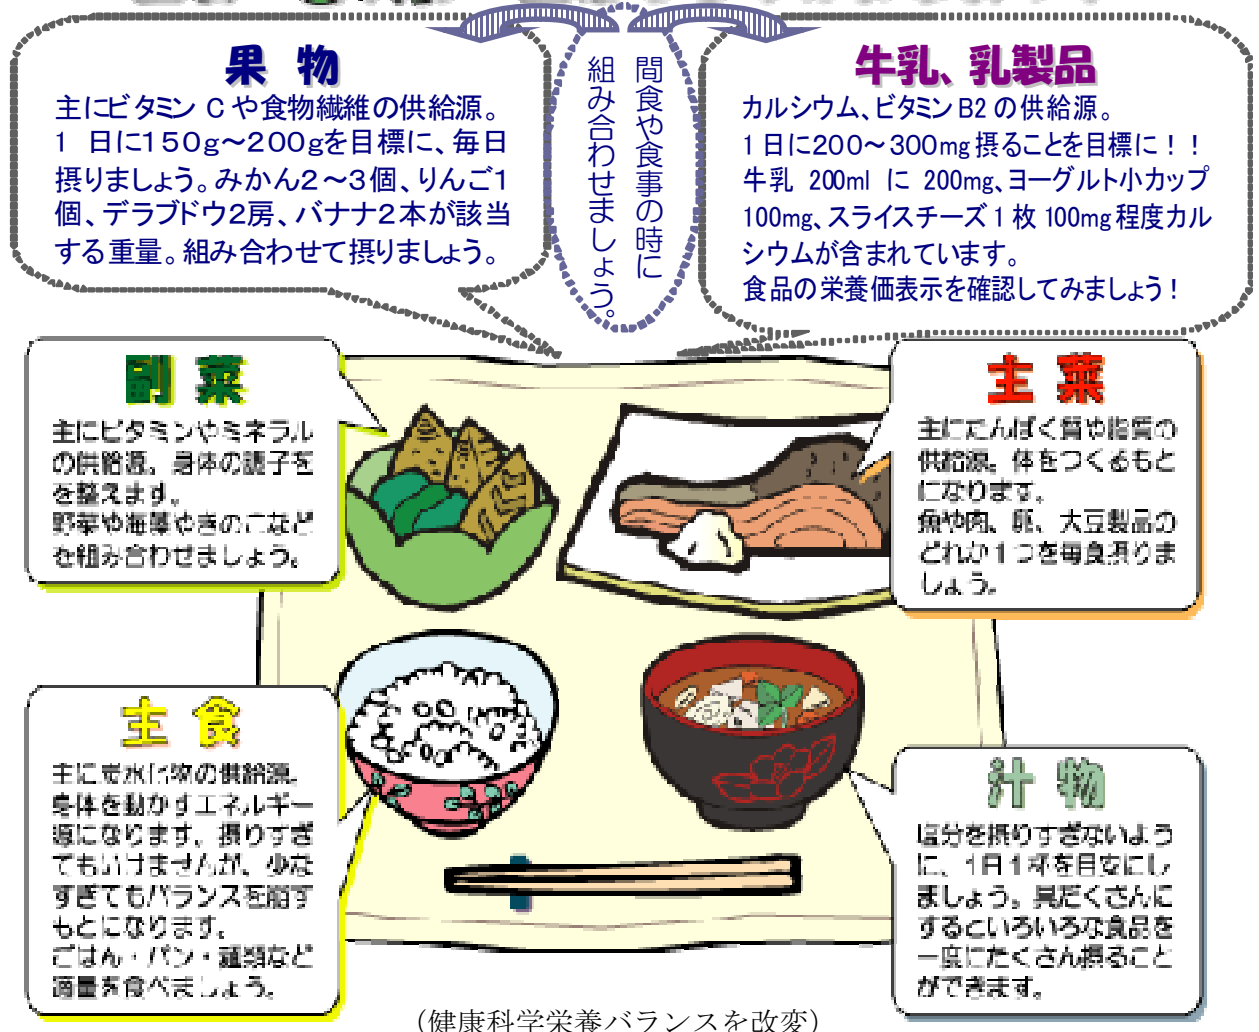 果 物
主にビタミン C や食物繊維の供給源。
1 日に150g～200gを目標に、毎日
摂りましょう。みかん2～3個、りんご1
個、デラブドウ2房、バナナ2本が該当
する重量。組み合わせて摂りましょう。
間食や食事の時に
組み合わせましょう。
牛乳、乳製品
カルシウム、ビタミン B2 の供給源。
1日に200～300mg 摂ることを目標に！！
牛乳 200ml に 200mg、ヨーグルト小カップ
100mg、スライスチーズ1枚 100mg 程度カル
シウムが含まれています。
食品の栄養価表示を確認してみましょう！
副 菜
主にビタミンやミネラル
の供給源。身体の調子を
を整えます。
野菜や海藻やきのこなど
を組み合わせましょう。
主 菜
主にたんぱく質や脂質の
供給源。体をつくるもと
になります。
魚や肉、卵、大豆製品の
どれか1つを毎食摂りま
しょう。
主 食
主に炭水化物の供給源。
身体を動かすエネルギー
源になります。摂りすぎ
てもいけませんが、少な
すぎてもバランスを崩す
もとになります。
ごはん・パン・麺類など
適量を食べましょう。
汁 物
塩分を摂りすぎないよう
に、1日1杯を目安にし
ましょう。具だくさんに
するといろいろな食品を
一度にたくさん摂ること
ができます。
（健康科学栄養バランスを改変）